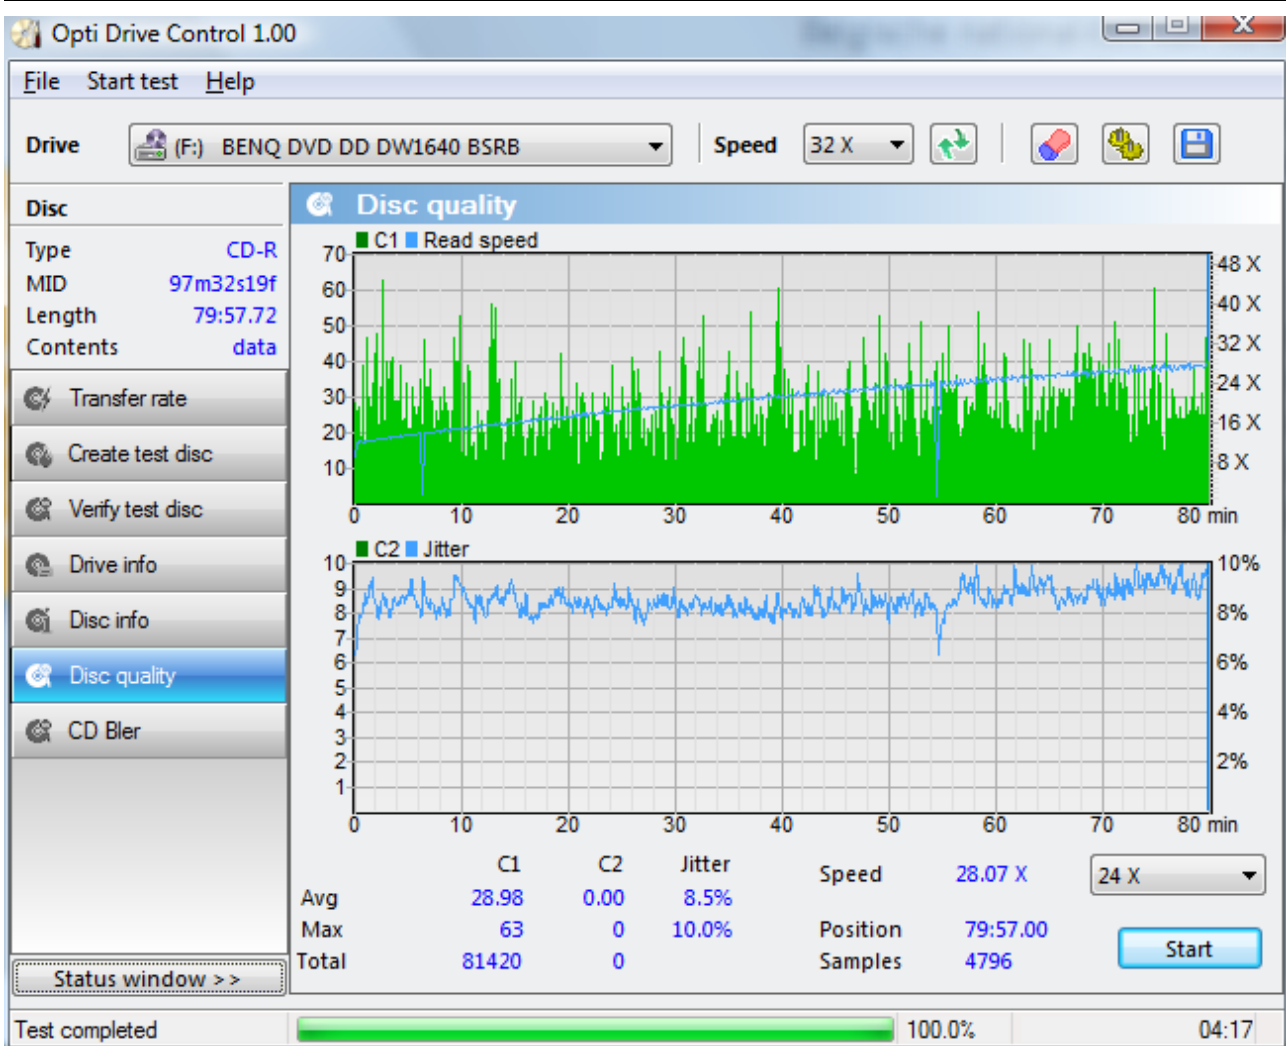 Opti Drive Control 1.00
File Start test Help
Drive (F:) BENQ DVD DD DW1640 BSRB Speed 32 X
Disc
Type CD-R
MID 97m32s19f
Length 79:57.72
Contents data
Transfer rate
Create test disc
Verify test disc
Drive info
Disc info
Disc quality
CD Bler
Status window >>
Disc quality
C1 Read speed
70
60
50
40
30
20
10
48 X
40 X
32 X
24 X
16 X
8 X
0 10 20 30 40 50 60 70 80 min
C2 Jitter
10
9
8
7
6
5
4
3
2
1
10%
8%
6%
4%
2%
0 10 20 30 40 50 60 70 80 min
C1 C2 Jitter
Avg 28.98 0.00 8.5%
Max 63 0 10.0%
Total 81420 0
Speed 28.07 X 24 X
Position 79:57.00
Samples 4796
Start
Test completed 100.0% 04:17